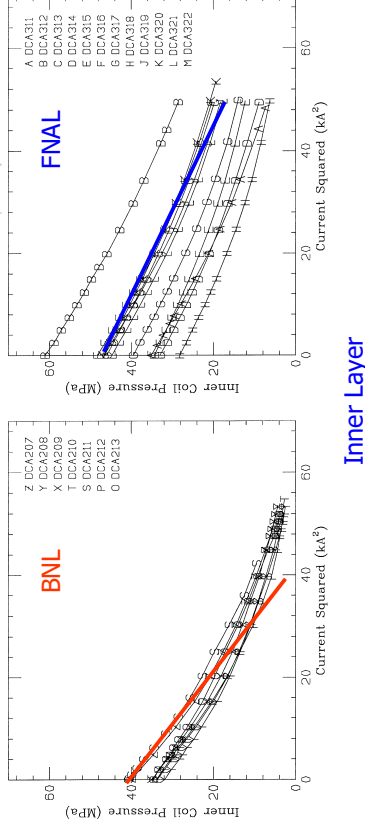 BNL
Z DCA207
Y DCA208
X DCA209
T DCA210
S DCA211
P DCA212
O DCA213
Inner Coil Pressure (MPa)
60
40
20
0
0 20 40 60
Current Squared (kA²)
FNAL
A DCA311
B DCA312
C DCA313
D DCA314
E DCA315
F DCA316
G DCA317
H DCA318
J DCA319
K DCA320
L DCA321
M DCA322
Inner Coil Pressure (MPa)
60
40
20
0
0 20 40 60
Current Squared (kA²)
Inner Layer